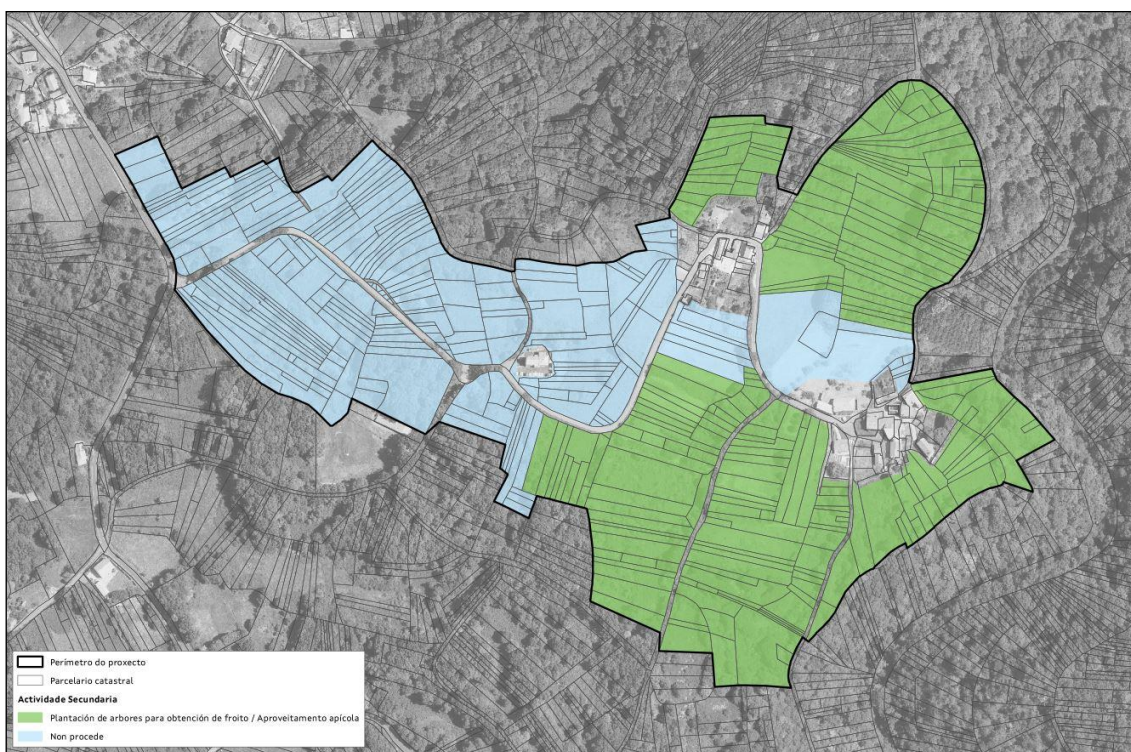 Perímetro do proxecto
Parcelario catastral
Actividade Secundaria
Plantación de arbores para obtención de froito / Aproveitamento apícola
Non procede